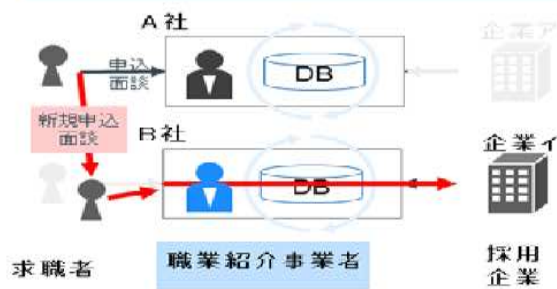 A社
企業ア
申込
面談
DB
新規申込
面談
B社
企業イ
DB
求職者
職業紹介事業者
採用
企業